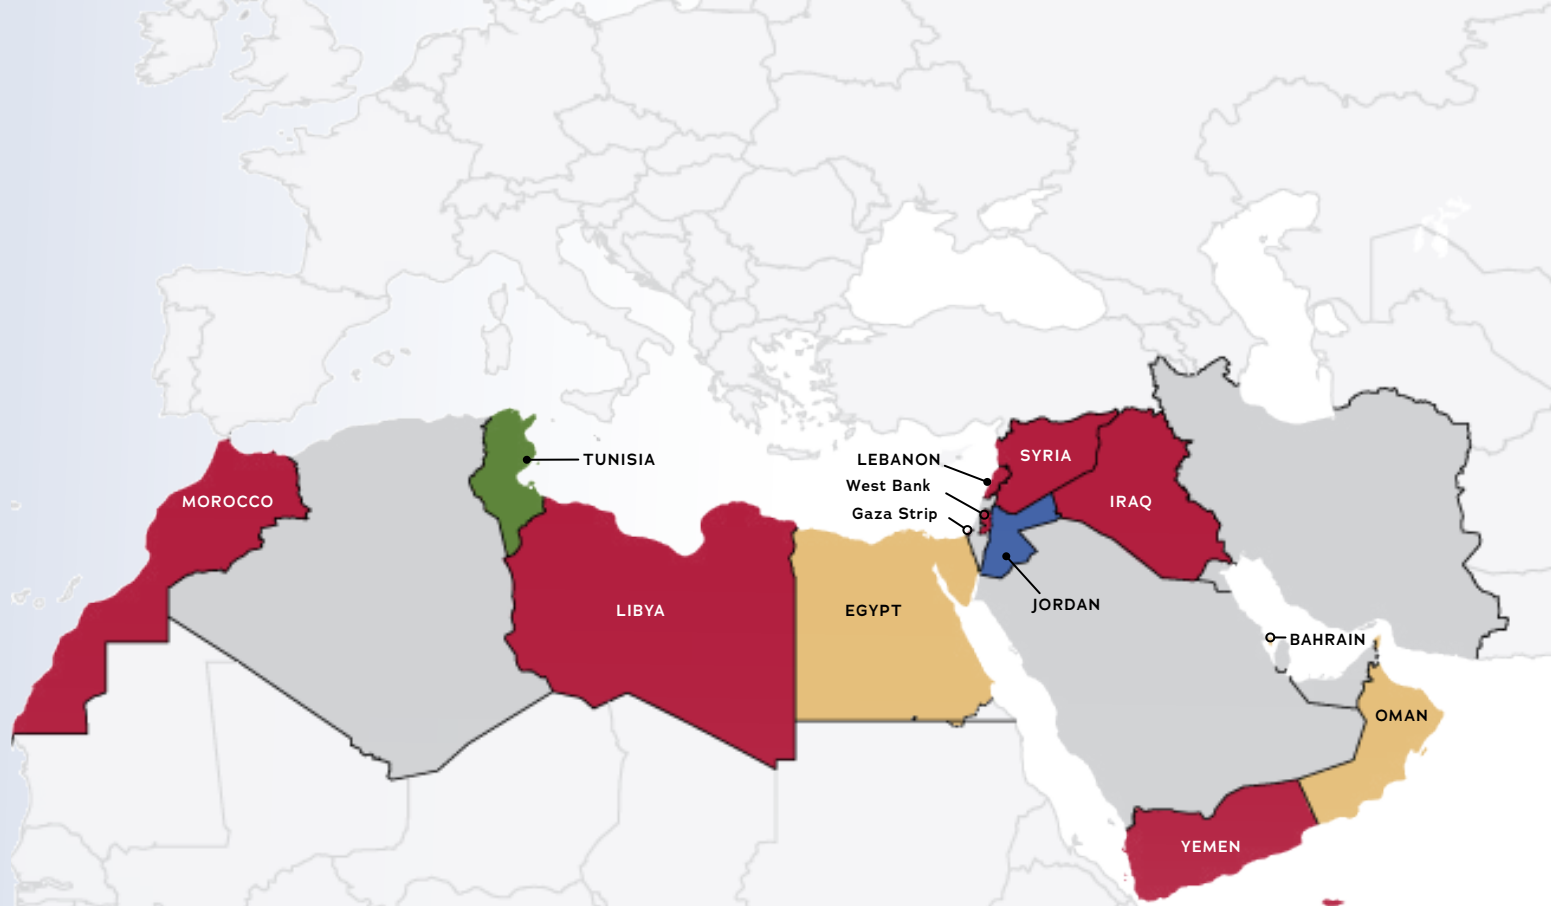 SYRIA
LEBANON
TUNISIA
West Bank
MOROCCO
IRAQ
Gaza Strip
JORDAN
LIBYA
EGYPT
BAHRAIN
OMAN
YEMEN